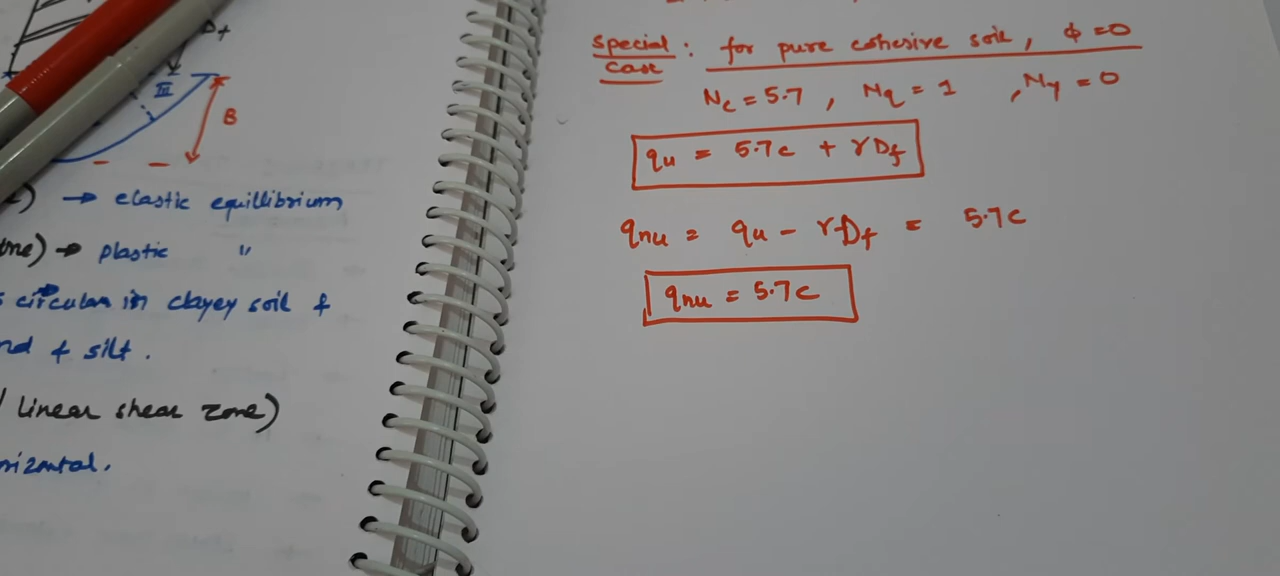 Df
III
B
→ elastic equillibrium
→ plastic "
circular in clayey soil &
& silt.
linear shear zone)
Special case : for pure cohesive soil, φ = 0
Nc = 5.7 , Nq = 1 , Nγ = 0
qu = 5.7c + γDf
qnu = qu - γDf = 5.7c
qnu = 5.7c